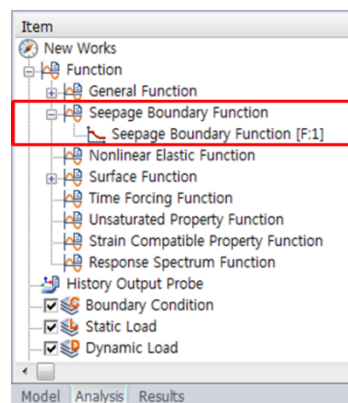 Item
New Works
Function
General Function
Seepage Boundary Function
Seepage Boundary Function [F:1]
Nonlinear Elastic Function
Surface Function
Time Forcing Function
Unsaturated Property Function
Strain Compatible Property Function
Response Spectrum Function
History Output Probe
Boundary Condition
Static Load
Dynamic Load
Model Analysis Results